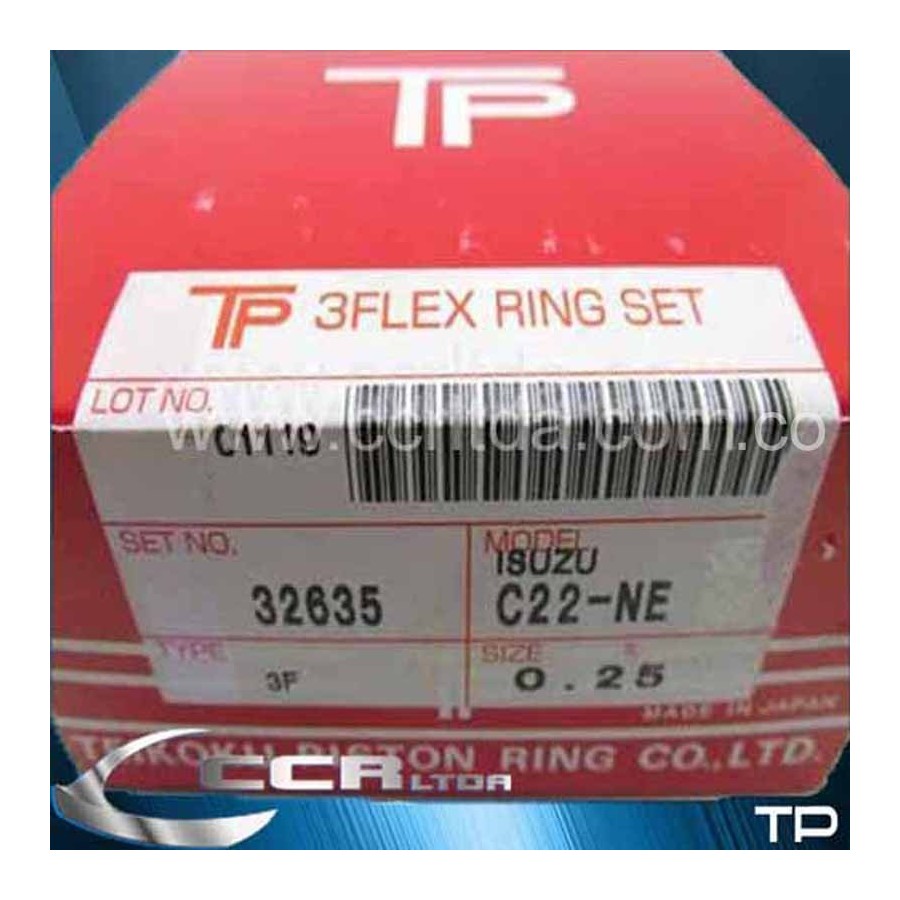 TP
TP 3FLEX RING SET
LOT NO.
www.ccrltda.com.co
SET NO.
32635
MODEL
ISUZU
C22-NE
TYPE
3F
SIZE
0.25
MADE IN JAPAN
TEIKOKU PISTON RING CO.,LTD.
CCR LTDA
TP